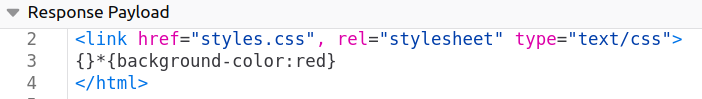 Response Payload
2 <link href="styles.css", rel="stylesheet" type="text/css">
3 {}*{background-color:red}
4 </html>